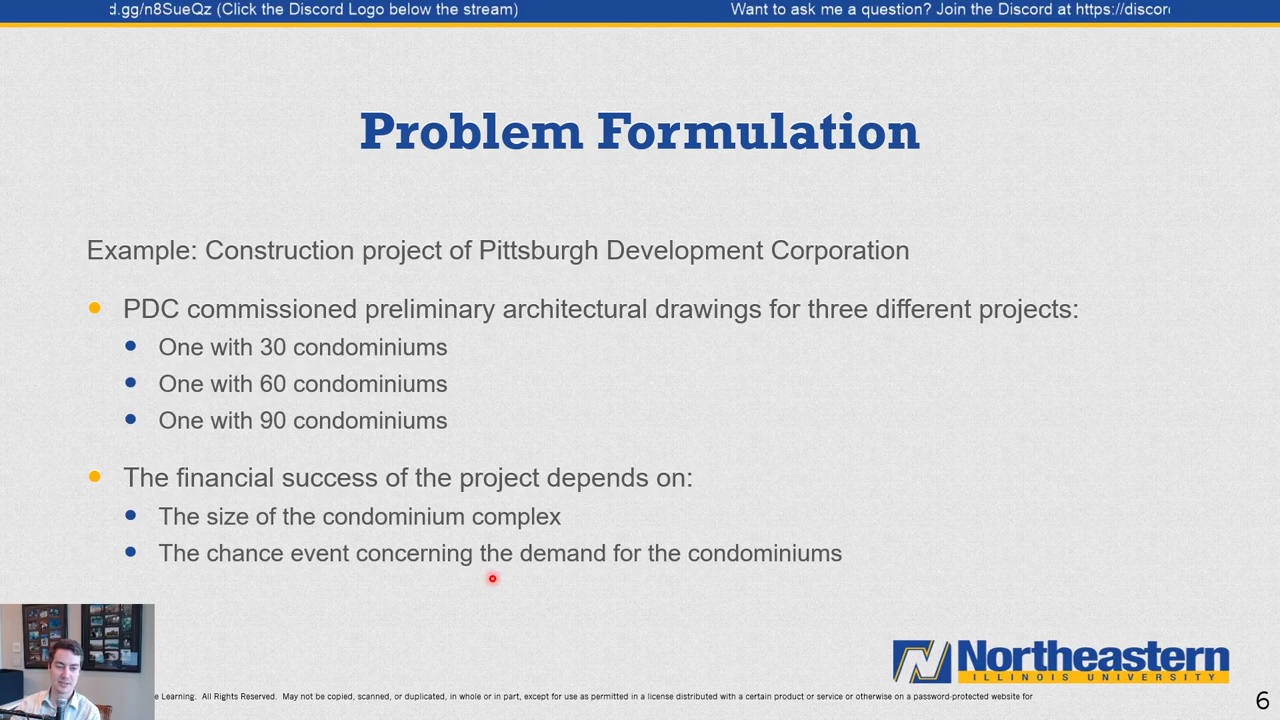 d.gg/n8SueQz (Click the Discord Logo below the stream) Want to ask me a question? Join the Discord at https://discor
Problem Formulation
Example: Construction project of Pittsburgh Development Corporation
PDC commissioned preliminary architectural drawings for three different projects:
One with 30 condominiums
One with 60 condominiums
One with 90 condominiums
The financial success of the project depends on:
The size of the condominium complex
The chance event concerning the demand for the condominiums
Northeastern
ILLINOIS UNIVERSITY
e Learning. All Rights Reserved. May not be copied, scanned, or duplicated, in whole or in part, except for use as permitted in a license distributed with a certain product or service or otherwise on a password-protected website for
6